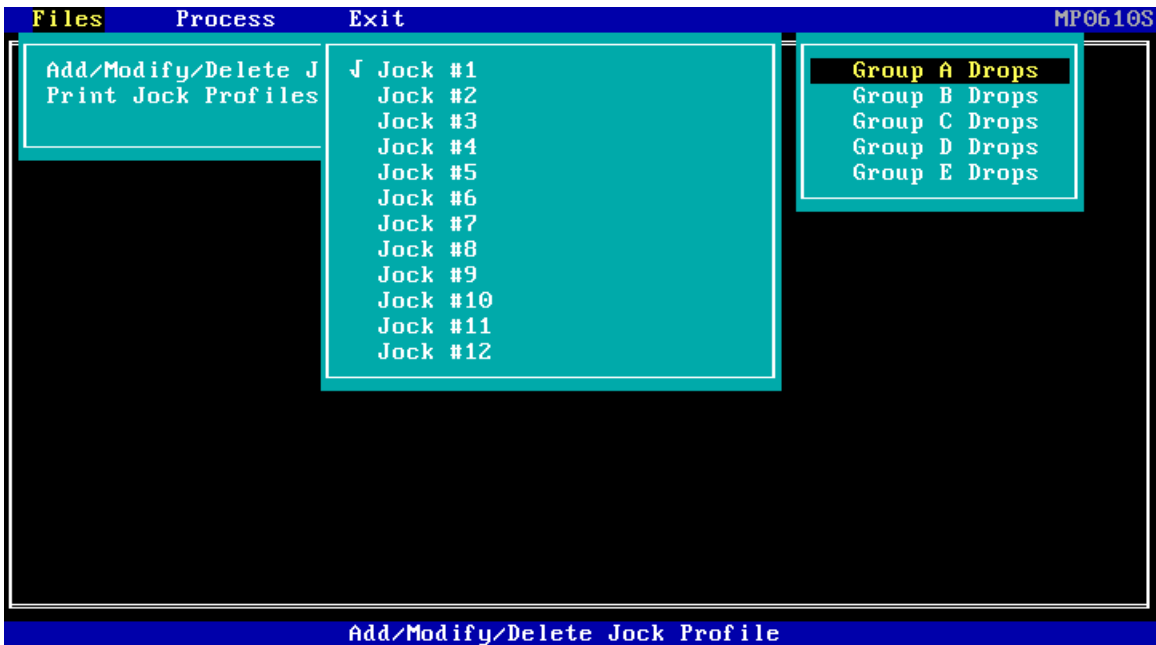 Files Process Exit MP0610S
Add/Modify/Delete J
Print Jock Profiles
√ Jock #1
Jock #2
Jock #3
Jock #4
Jock #5
Jock #6
Jock #7
Jock #8
Jock #9
Jock #10
Jock #11
Jock #12
Group A Drops
Group B Drops
Group C Drops
Group D Drops
Group E Drops
Add/Modify/Delete Jock Profile